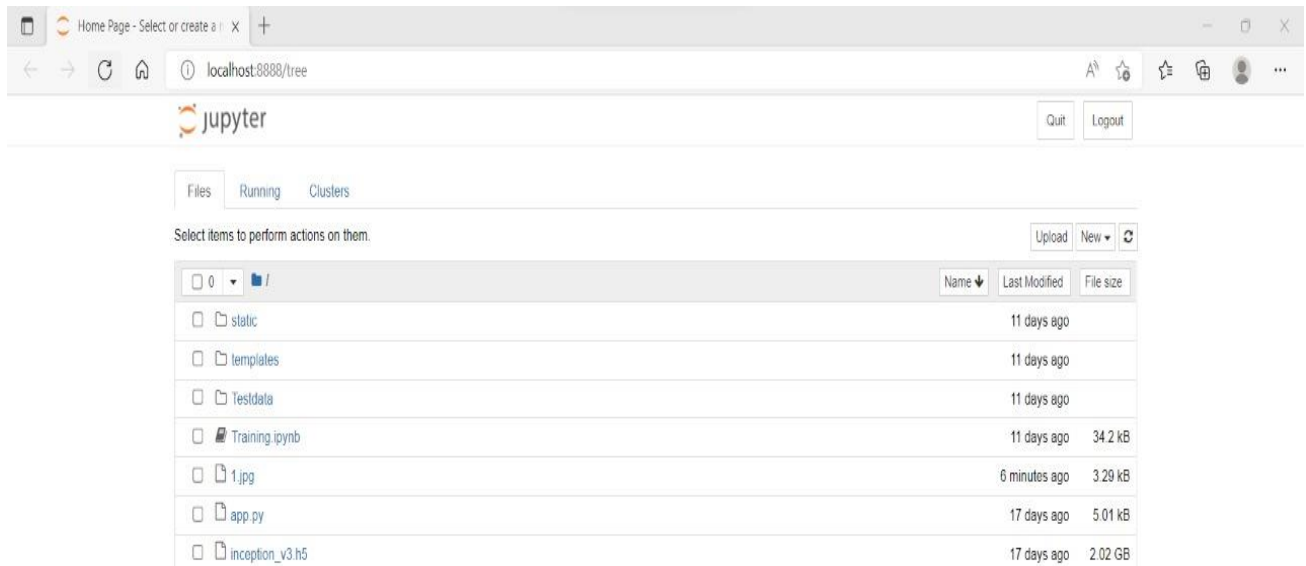 Home Page - Select or create a n
localhost:8888/tree
jupyter
Quit Logout
Files Running Clusters
Select items to perform actions on them.
Upload New
0 / Name Last Modified File size
static 11 days ago
templates 11 days ago
Testdata 11 days ago
Training.ipynb 11 days ago 34.2 kB
1.jpg 6 minutes ago 3.29 kB
app.py 17 days ago 5.01 kB
inception_v3.h5 17 days ago 2.02 GB